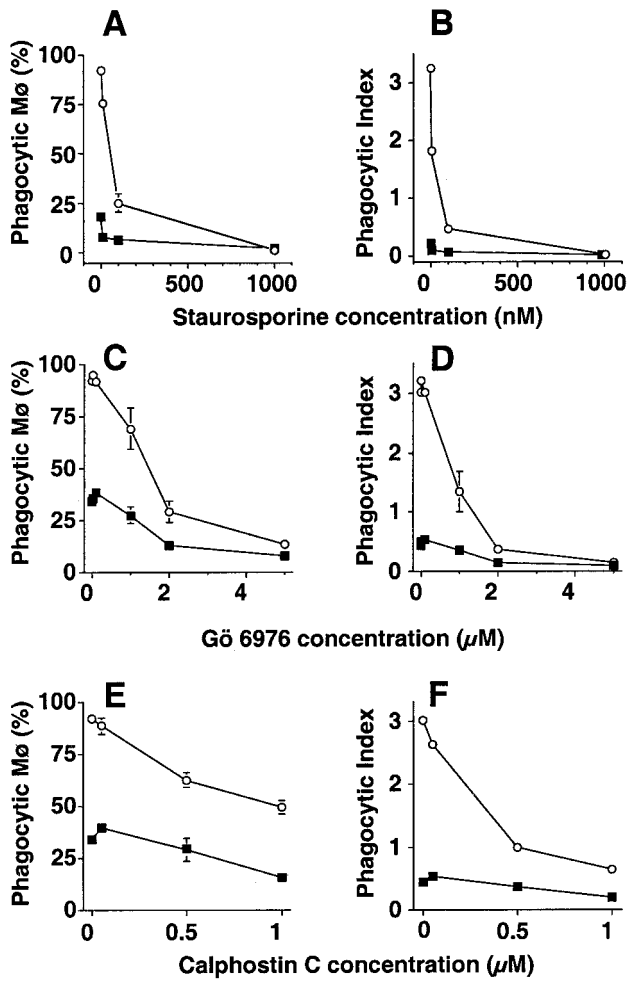 A
B
Phagocytic Mø (%)
100
75
50
25
0
0 500 1000
Phagocytic Index
3
2
1
0
0 500 1000
Staurosporine concentration (nM)
C
D
Phagocytic Mø (%)
100
75
50
25
0
0 2 4
Phagocytic Index
3
2
1
0
0 2 4
Gö 6976 concentration (µM)
E
F
Phagocytic Mø (%)
100
75
50
25
0
0 0.5 1
Phagocytic Index
3
2
1
0
0 0.5 1
Calphostin C concentration (µM)